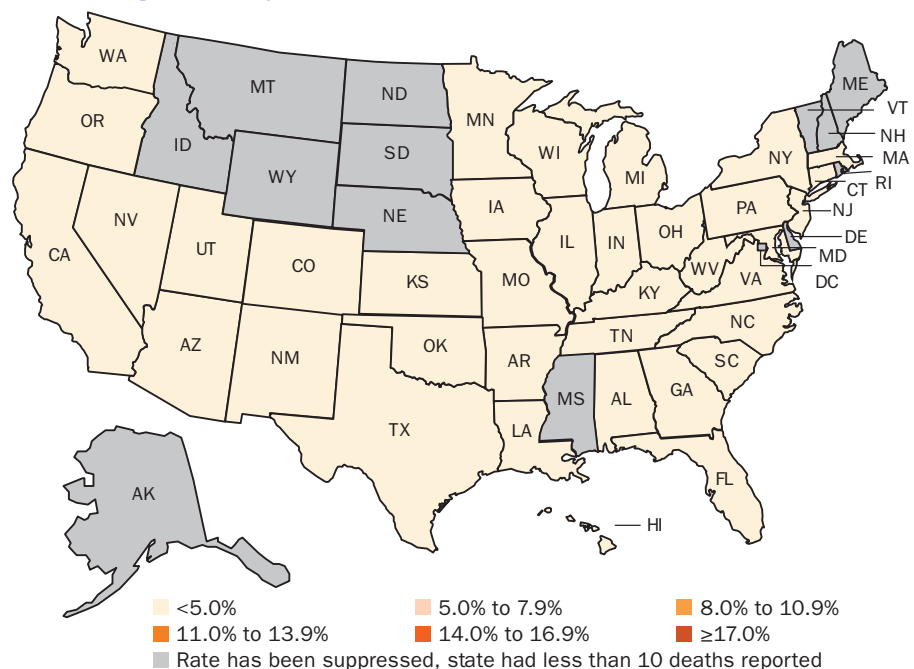 WA
MT
ND
MN
ME
VT
OR
ID
SD
WI
NH
WY
MI
NY
MA
RI
CT
NE
IA
PA
NJ
NV
UT
IL
IN
OH
DE
CA
CO
MD
KS
MO
WV
VA
DC
KY
NC
TN
AZ
NM
OK
AR
SC
MS
AL
GA
TX
LA
FL
AK
HI
<5.0%
5.0% to 7.9%
8.0% to 10.9%
11.0% to 13.9%
14.0% to 16.9%
≥17.0%
Rate has been suppressed, state had less than 10 deaths reported